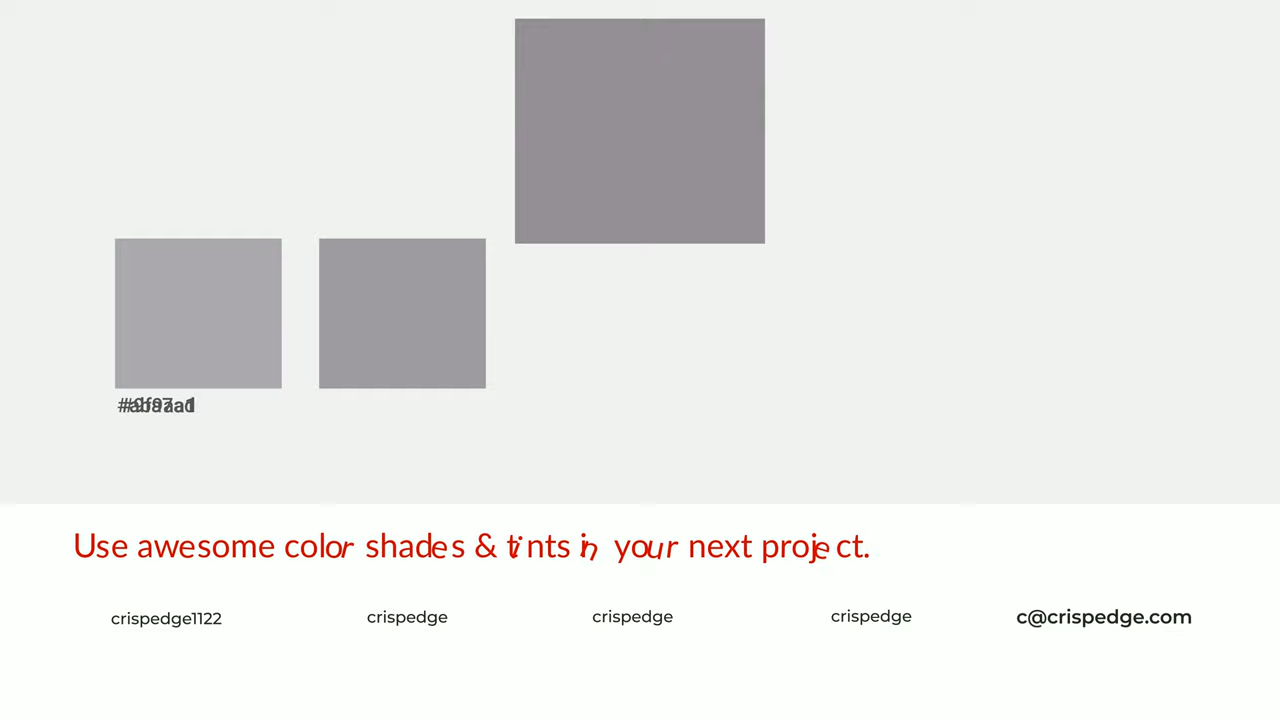 Use awesome color shades & tints in your next project.
crispedge1122 crispedge crispedge crispedge c@crispedge.com